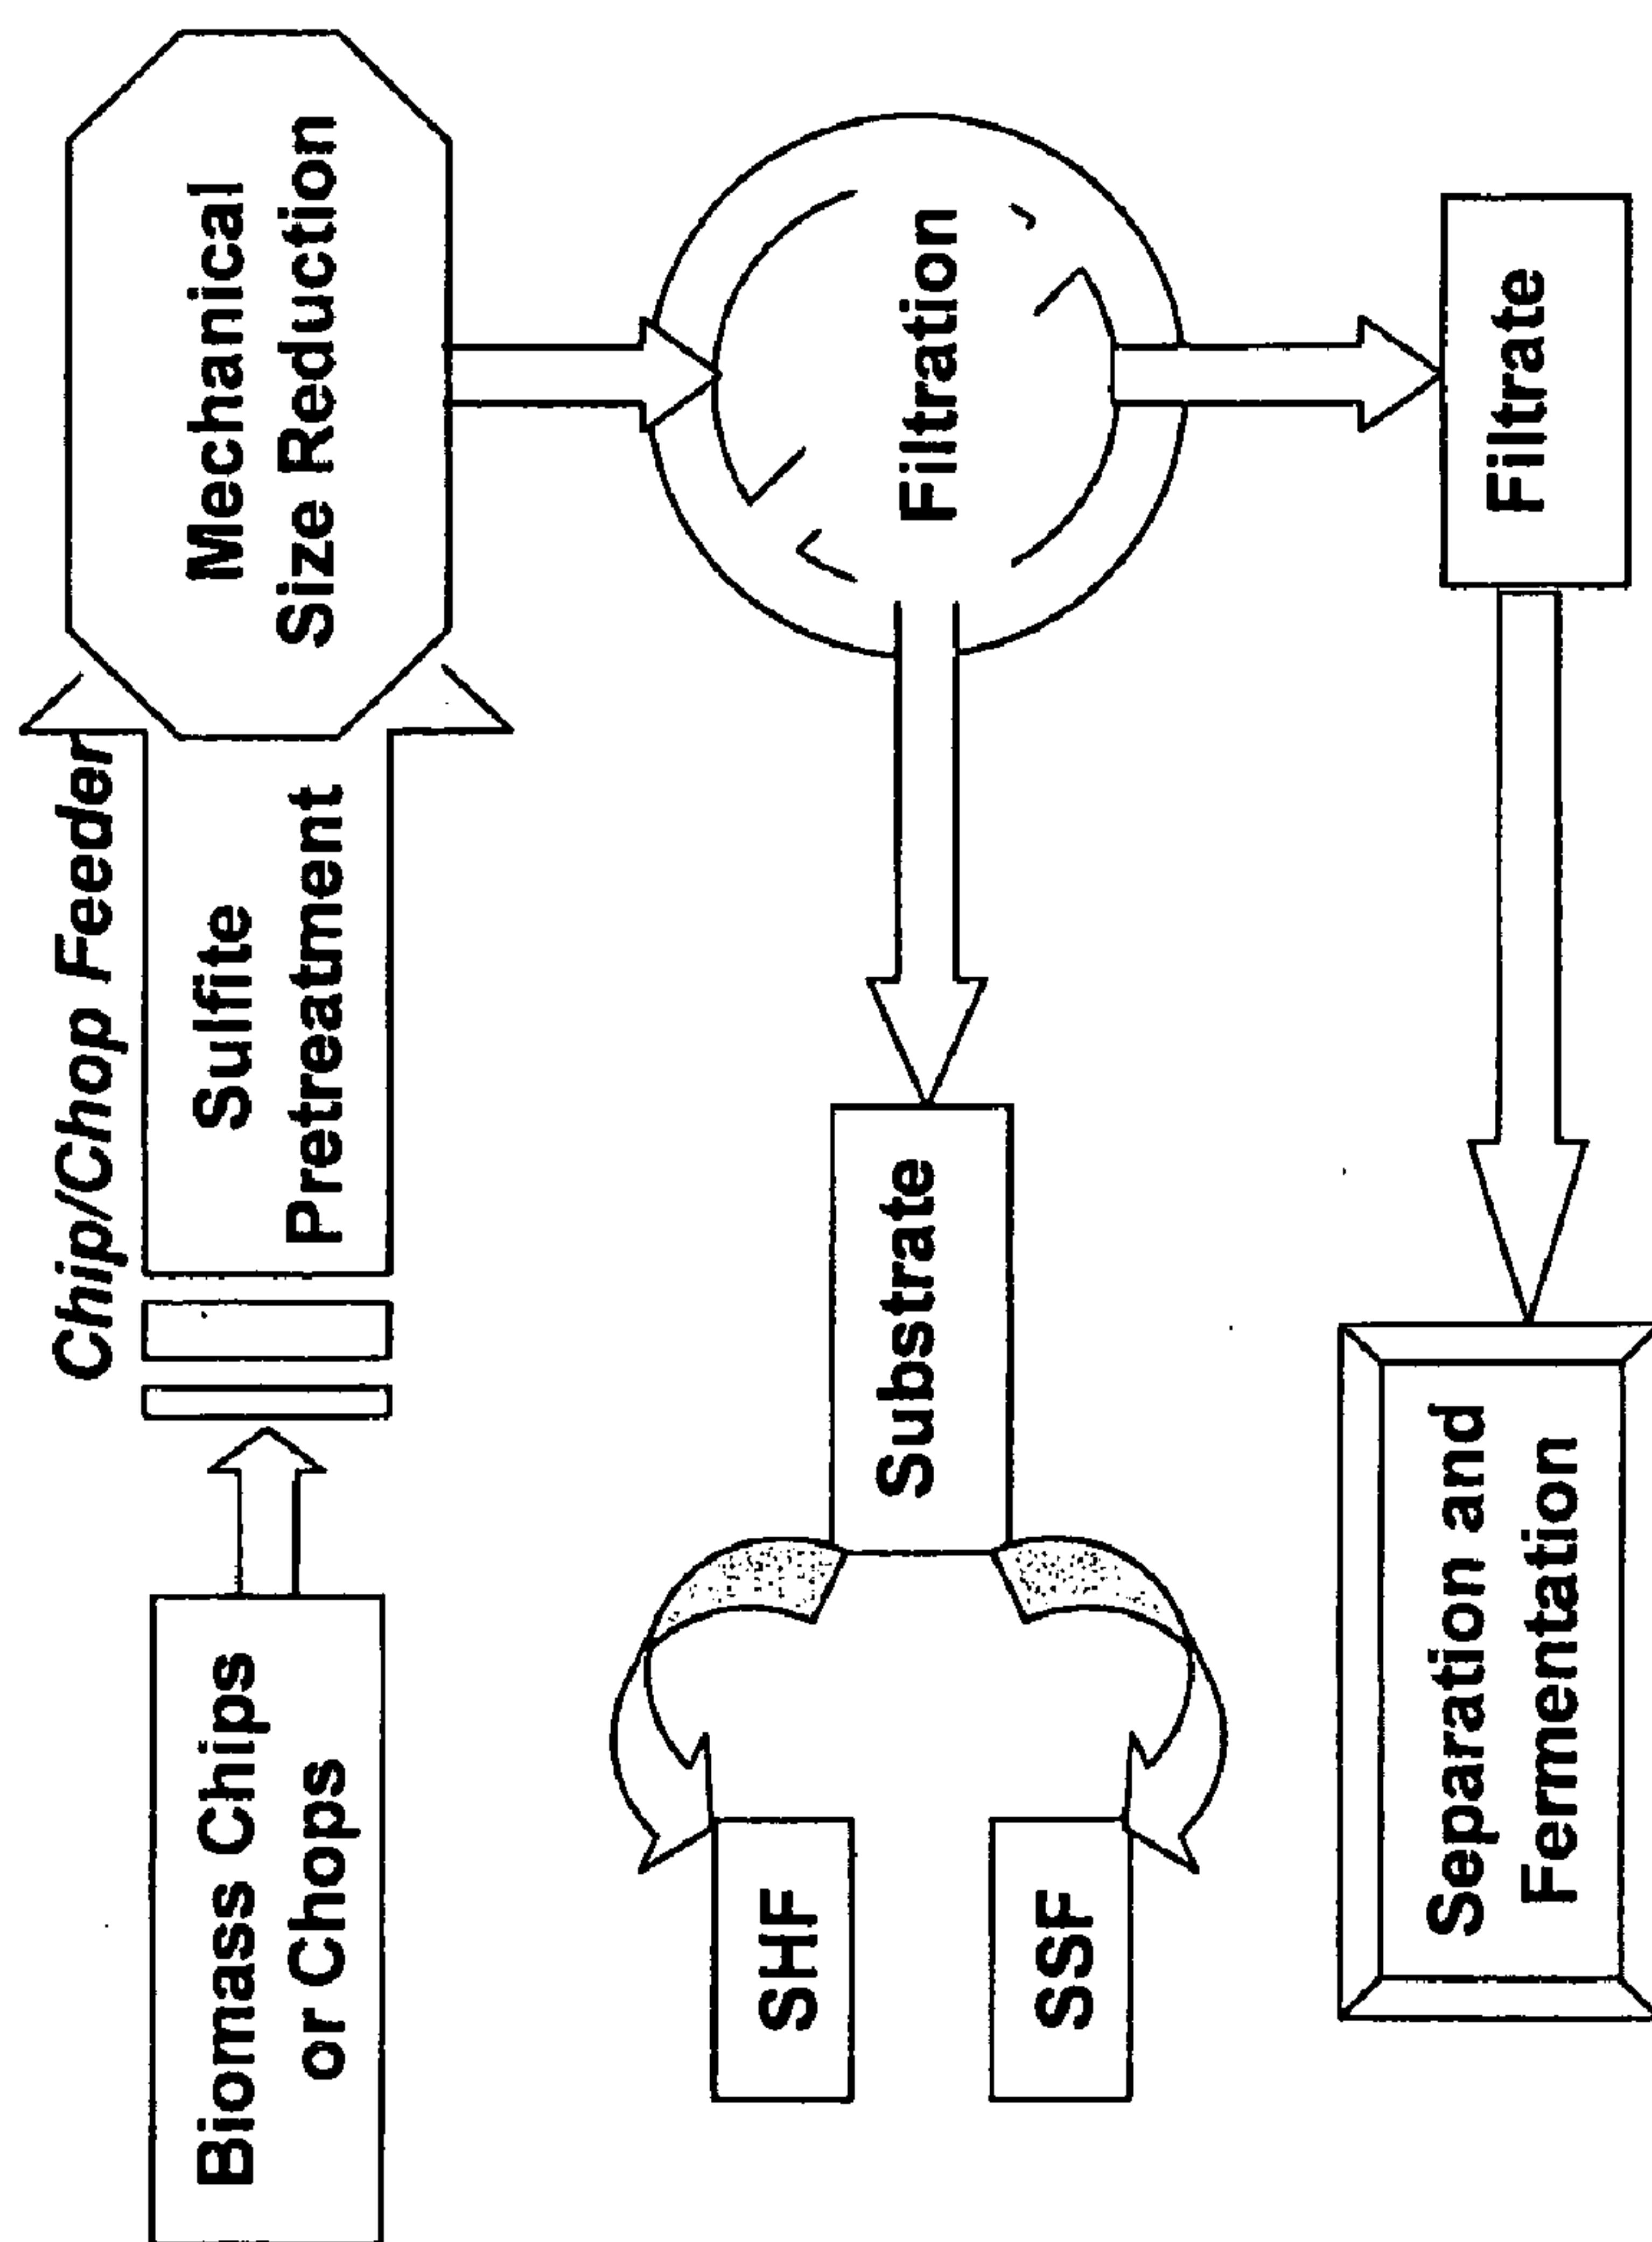 Chip/Chop Feeder
Biomass Chips
or Chops
Sulfite
Pretreatment
Mechanical
Size Reduction
SHF
SSF
Substrate
Filtration
Separation and
Fermentation
Filtrate